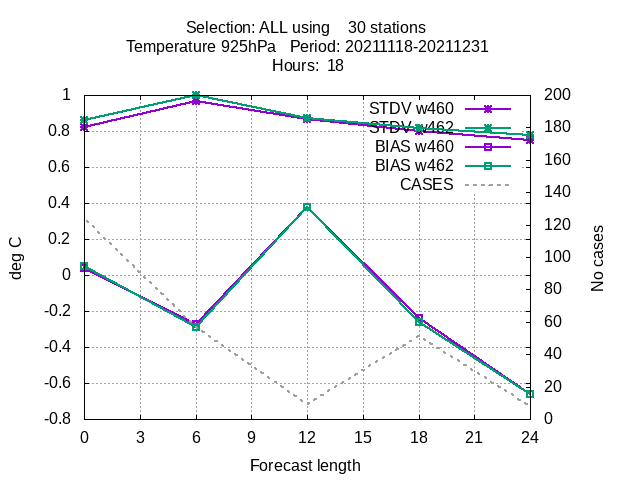 Selection: ALL using 30 stations
Temperature 925hPa Period: 20211118-20211231
Hours: 18
1
0.8
0.6
0.4
0.2
0
-0.2
-0.4
-0.6
-0.8
deg C
STDV w460
STDV w462
BIAS w460
BIAS w462
CASES
200
180
160
140
120
100
80
60
40
20
0
No cases
0 3 6 9 12 15 18 21 24
Forecast length